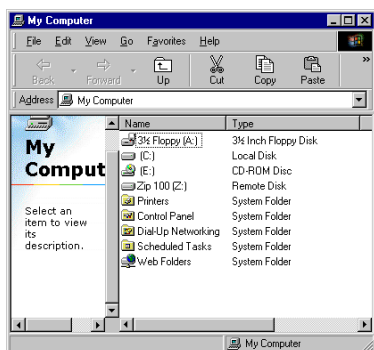 My Computer
File Edit View Go Favorites Help
Back Forward Up Cut Copy Paste »
Address My Computer
Name Type
3½ Floppy (A:) 3½ Inch Floppy Disk
(C:) Local Disk
(E:) CD-ROM Disc
Zip 100 (Z:) Remote Disk
Printers System Folder
Control Panel System Folder
Dial-Up Networking System Folder
Scheduled Tasks System Folder
Web Folders System Folder
My
Comput
Select an
item to view
its
description.
My Computer